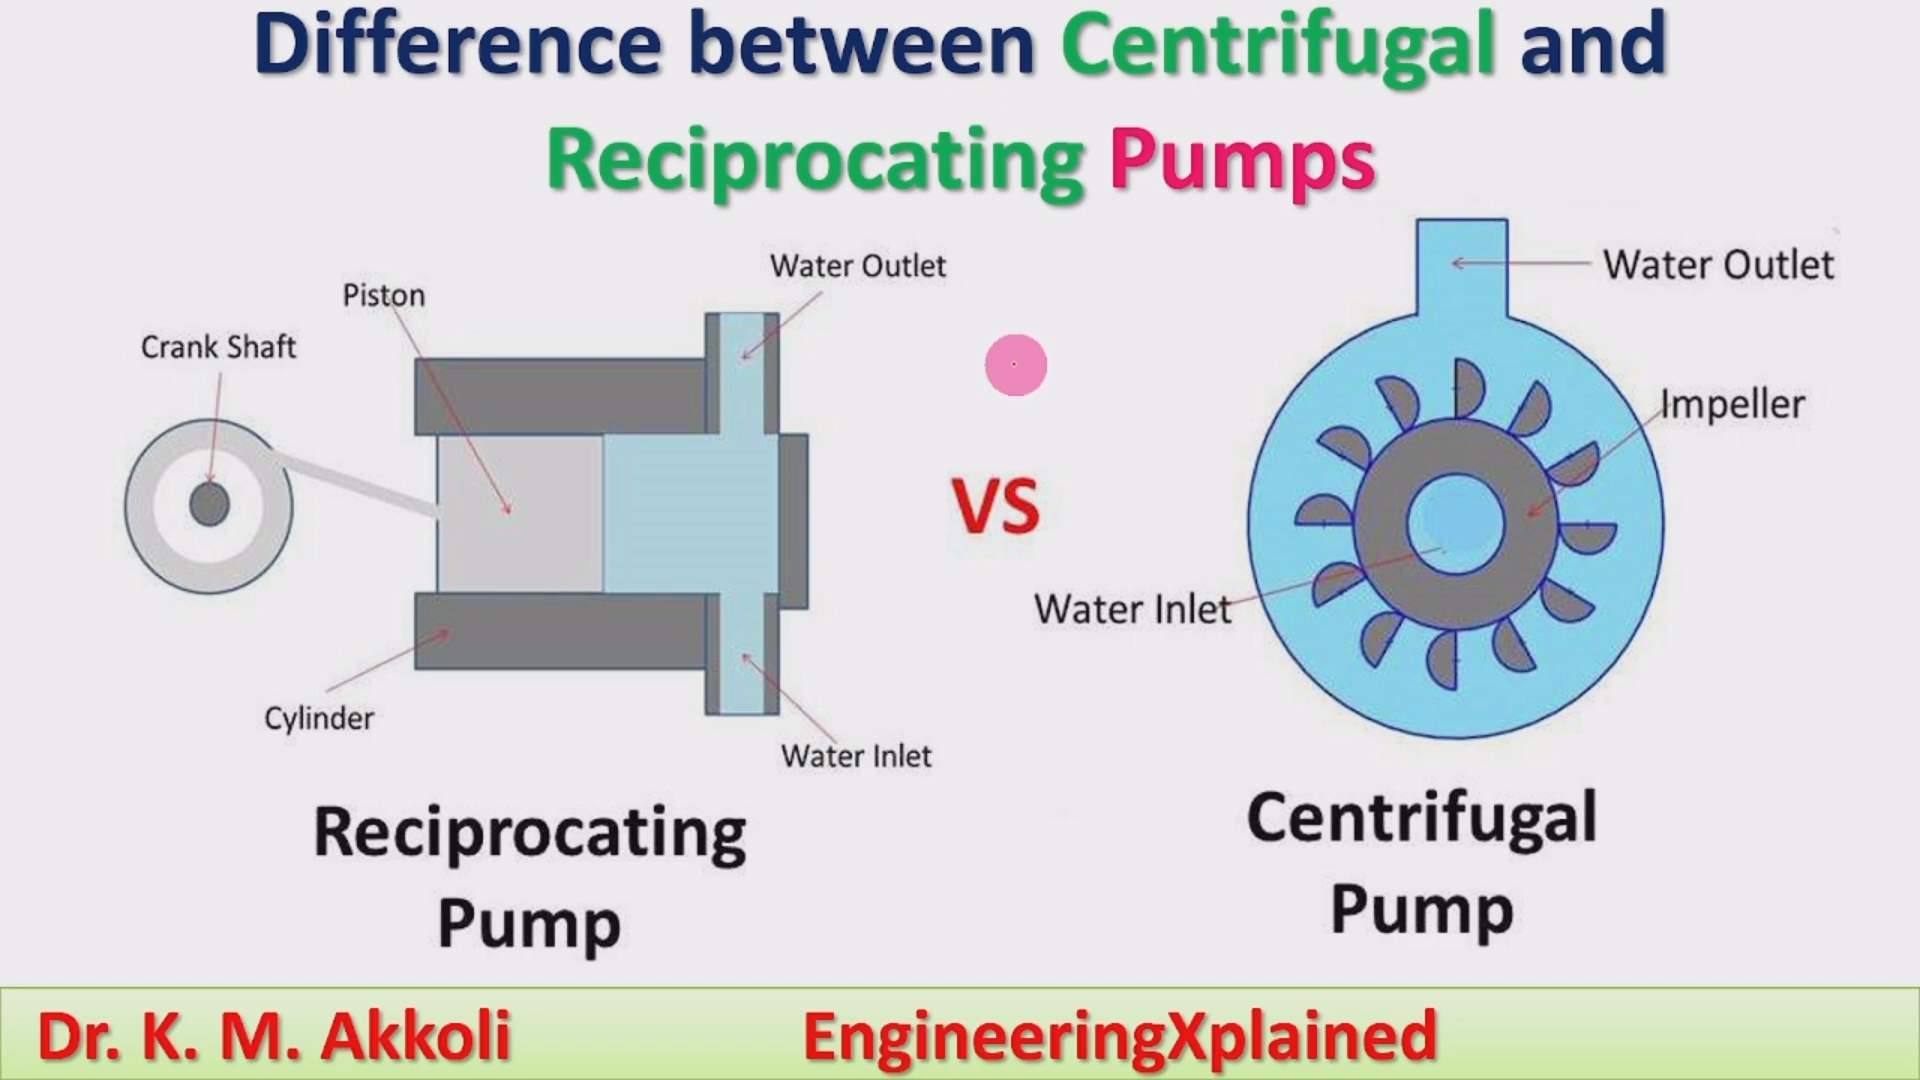 Difference between Centrifugal and
Reciprocating Pumps
Water Outlet
Piston
Crank Shaft
Cylinder
Water Inlet
Reciprocating
Pump
VS
Water Outlet
Impeller
Water Inlet
Centrifugal
Pump
Dr. K. M. Akkoli
EngineeringXplained